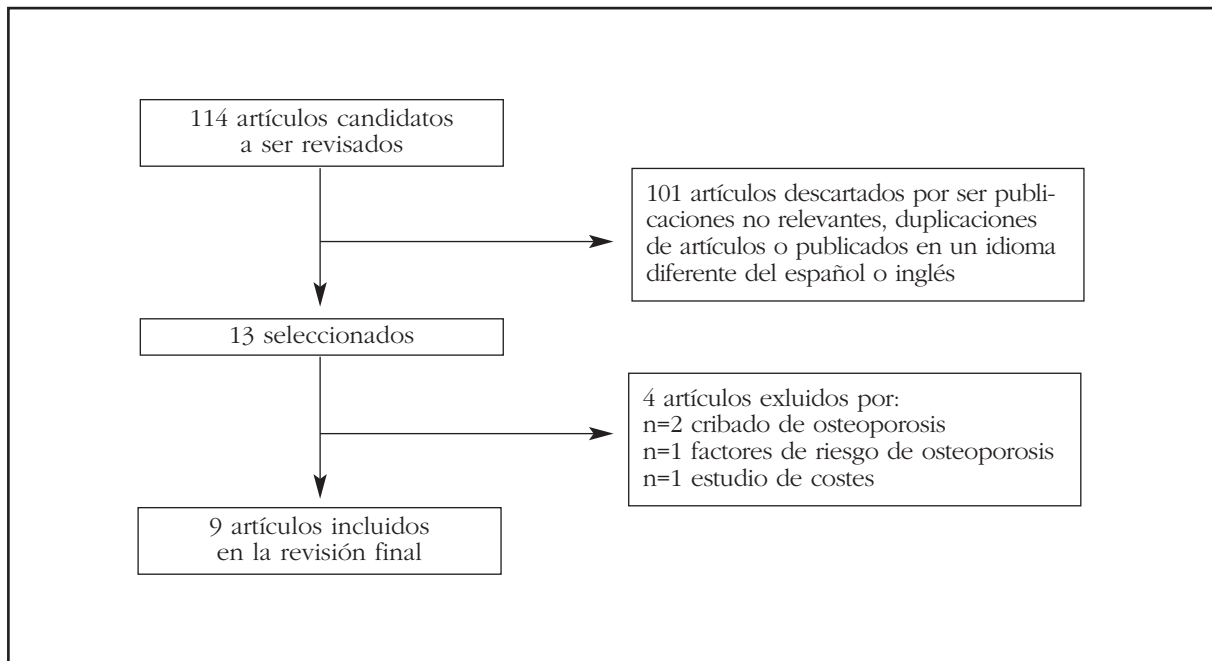 114 artículos candidatos
a ser revisados
101 artículos descartados por ser publi-
caciones no relevantes, duplicaciones
de artículos o publicados en un idioma
diferente del español o inglés
13 seleccionados
4 artículos exluidos por:
n=2 cribado de osteoporosis
n=1 factores de riesgo de osteoporosis
n=1 estudio de costes
9 artículos incluidos
en la revisión final